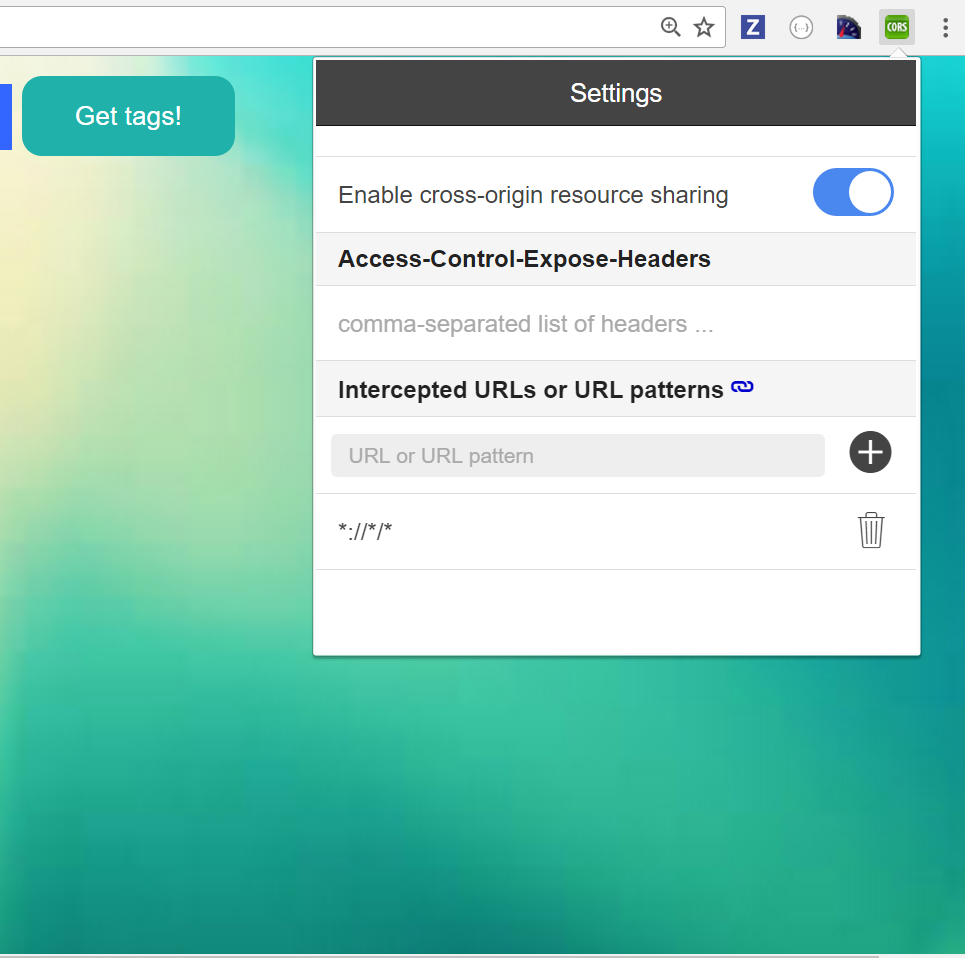 Z
{...}
CORS
Get tags!
Settings
Enable cross-origin resource sharing
Access-Control-Expose-Headers
comma-separated list of headers ...
Intercepted URLs or URL patterns
URL or URL pattern
*://*/*